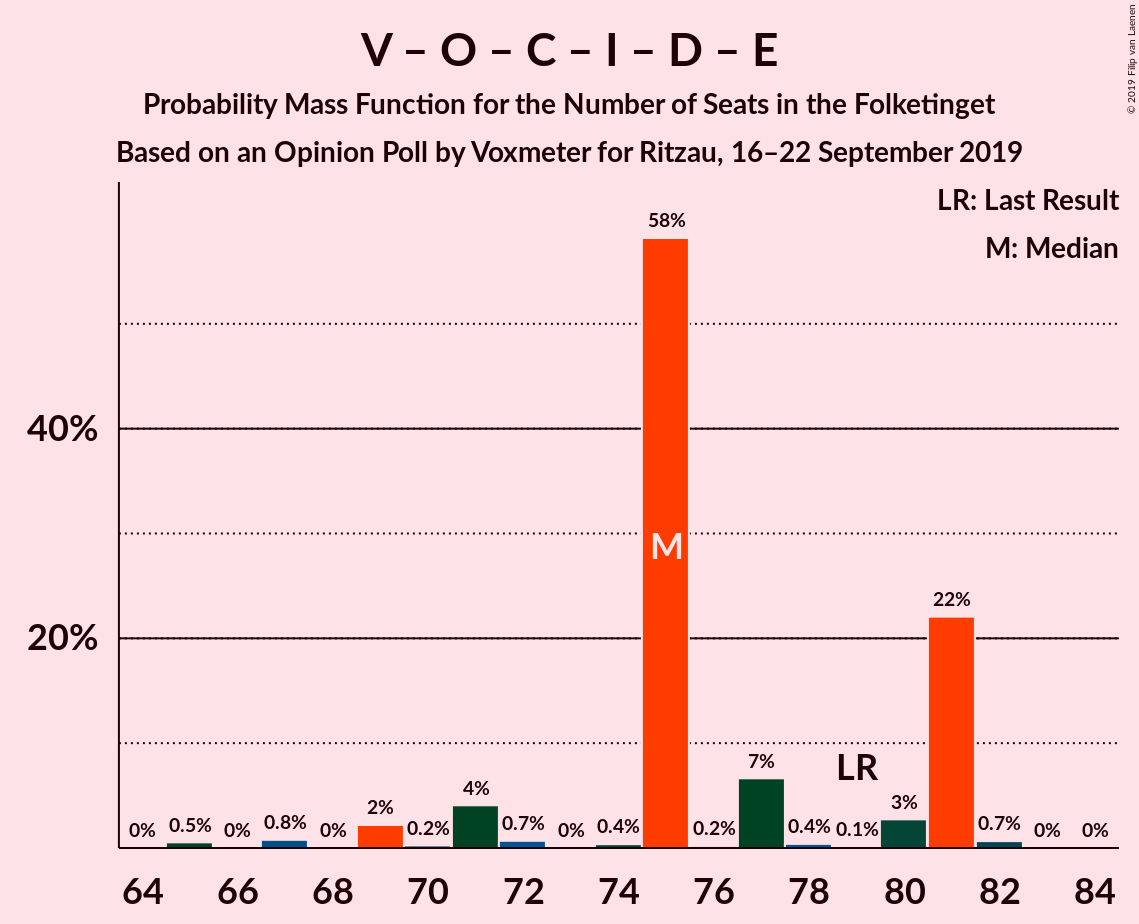 V – O – C – I – D – E
Probability Mass Function for the Number of Seats in the Folketinget
Based on an Opinion Poll by Voxmeter for Ritzau, 16–22 September 2019
© 2019 Filip van Laenen
LR: Last Result
M: Median
40%
20%
0%
0.5%
0%
0.8%
0%
2%
0.2%
4%
0.7%
0%
0.4%
58%
M
0.2%
7%
0.4%
0.1%
LR
3%
22%
0.7%
0%
0%
64 66 68 70 72 74 76 78 80 82 84